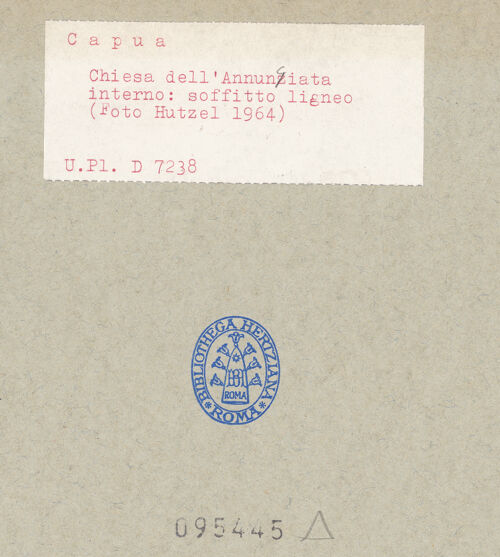 C a p u a
Chiesa dell'Annunziata
interno: soffitto ligneo
(Foto Hutzel 1964)
U.Pl. D 7238
BIBLIOTHECA HERTZIANA
ROMA
* ROMA *
095445 △